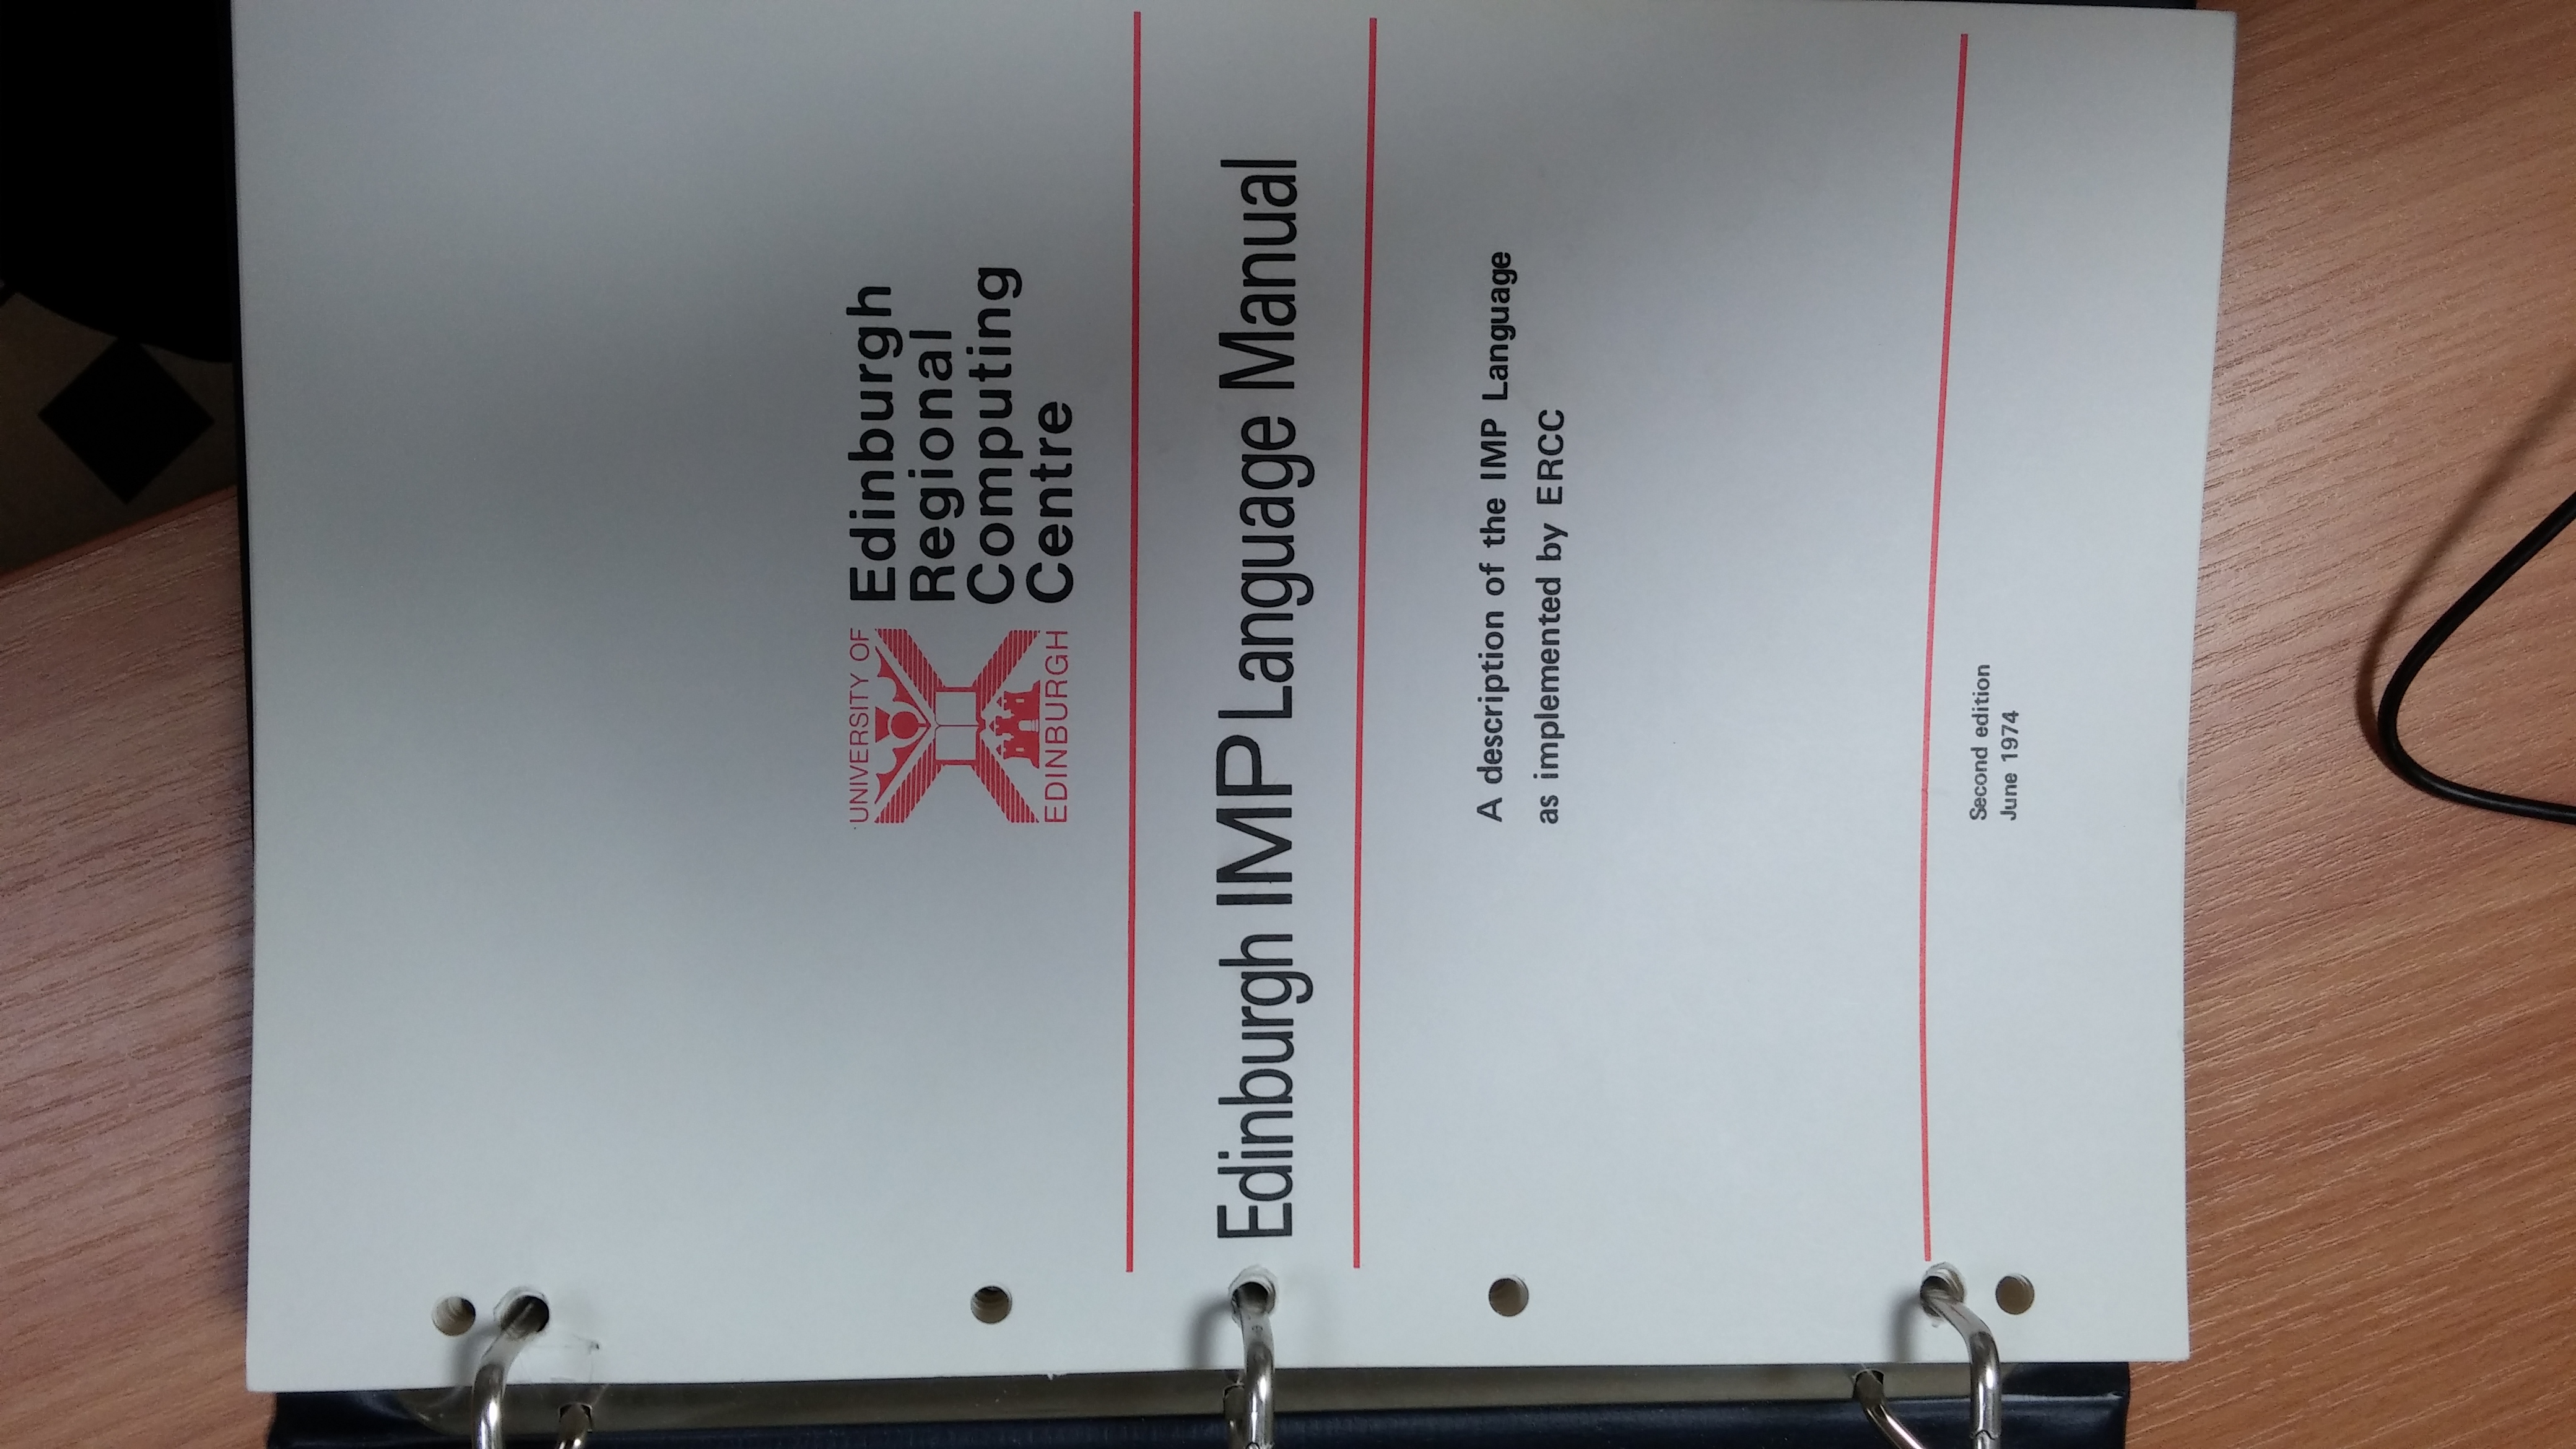 UNIVERSITY OF
EDINBURGH
Edinburgh
Regional
Computing
Centre
Edinburgh IMP Language Manual
A description of the IMP Language
as implemented by ERCC
Second edition
June 1974